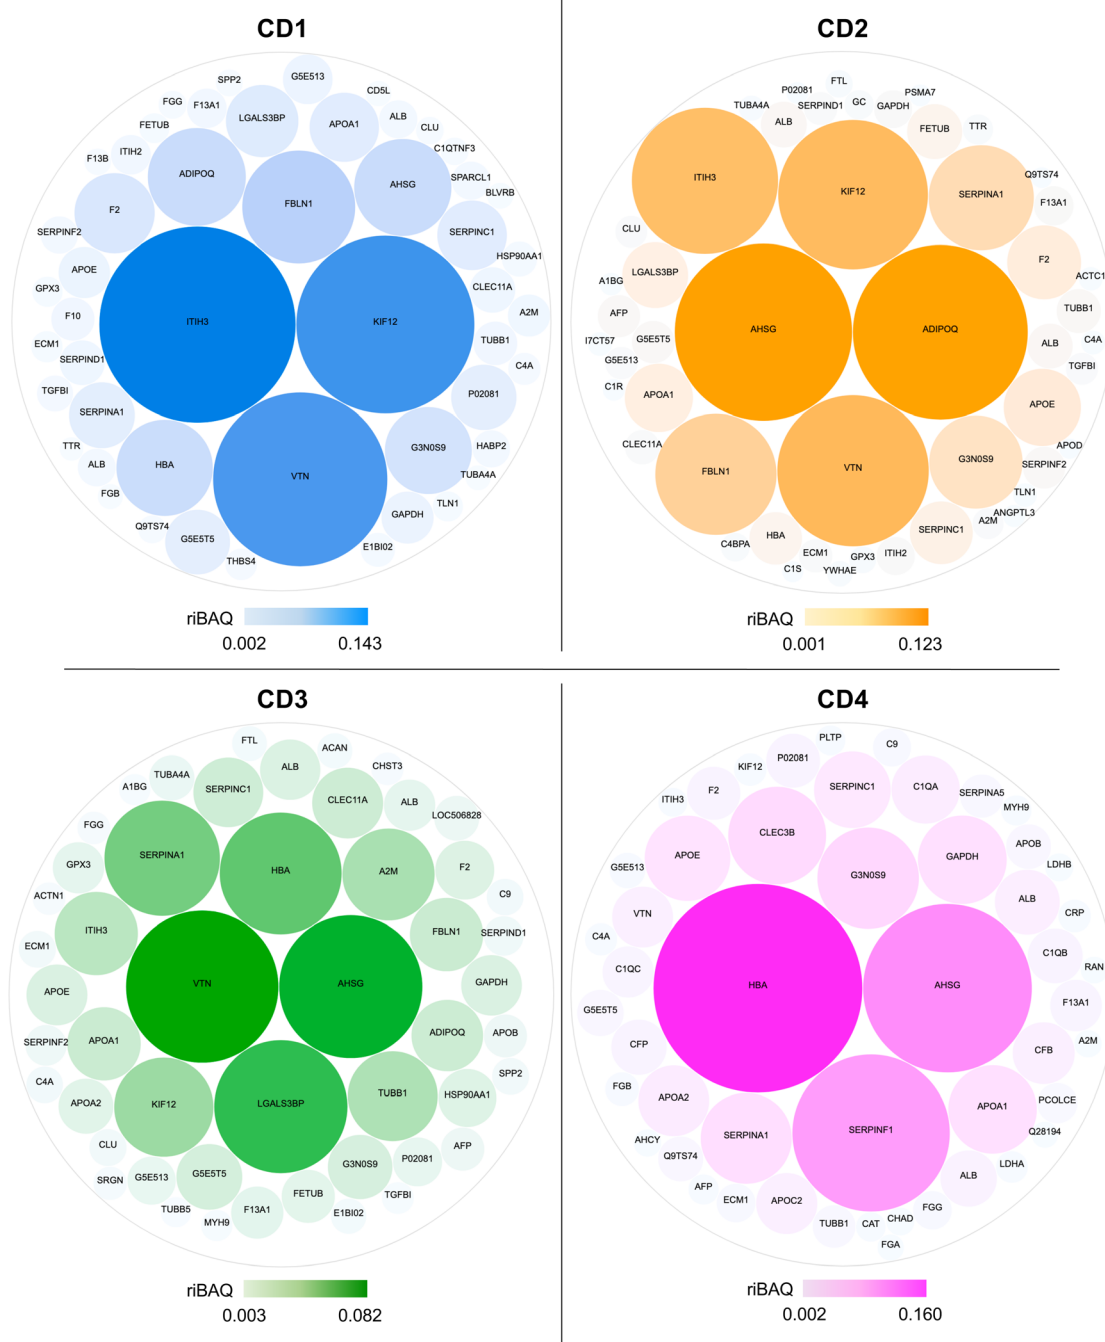 CD1
G5E513
SPP2
CD5L
FGG
F13A1
LGALS3BP
APOA1
ALB
FETUB
CLU
ITIH2
C1QTNF3
F13B
ADIPOQ
AHSG
SPARCL1
BLVRB
FBLN1
F2
SERPINF2
SERPINC1
HSP90AA1
APOE
GPX3
CLEC11A
A2M
F10
ITIH3
KIF12
ECM1
TUBB1
SERPIND1
C4A
TGFBI
P02081
SERPINA1
TTR
G3N0S9
HABP2
ALB
HBA
VTN
TUBA4A
FGB
TLN1
GAPDH
Q9TS74
G5E5T5
E1BI02
THBS4
riBAQ
0.002
0.143
CD2
FTL
P02081
PSMA7
TUBA4A
SERPIND1
GC
GAPDH
ALB
FETUB
TTR
ITIH3
Q9TS74
KIF12
SERPINA1
F13A1
CLU
F2
LGALS3BP
A1BG
ACTC1
AFP
TUBB1
AHSG
ADIPOQ
I7CT57
G5E5T5
ALB
C4A
G5E513
TGFBI
C1R
APOA1
APOE
CLEC11A
APOD
FBLN1
VTN
G3N0S9
SERPINF2
TLN1
ANGPTL3
A2M
HBA
SERPINC1
C4BPA
ECM1
GPX3
ITIH2
C1S
YWHAE
riBAQ
0.001
0.123
CD3
FTL
ACAN
ALB
CHST3
TUBA4A
A1BG
SERPINC1
CLEC11A
ALB
LOC506828
FGG
SERPINA1
GPX3
HBA
A2M
F2
ACTN1
C9
ITIH3
FBLN1
SERPIND1
ECM1
VTN
AHSG
GAPDH
APOE
ADIPOQ
APOB
SERPINF2
APOA1
SPP2
C4A
TUBB1
HSP90AA1
APOA2
KIF12
LGALS3BP
CLU
AFP
G3N0S9
P02081
SRGN
G5E513
G5E5T5
FETUB
TGFBI
TUBB5
F13A1
E1BI02
MYH9
riBAQ
0.003
0.082
CD4
PLTP
C9
P02081
KIF12
F2
SERPINC1
C1QA
SERPINA5
ITIH3
MYH9
CLEC3B
APOB
APOE
GAPDH
LDHB
G5E513
G3N0S9
ALB
VTN
CRP
C4A
C1QB
C1QC
RAN
HBA
AHSG
G5E5T5
F13A1
CFP
CFB
A2M
FGB
APOA2
APOA1
PCOLCE
AHCY
SERPINA1
SERPINF1
Q28194
Q9TS74
LDHA
AFP
ALB
ECM1
APOC2
FGG
TUBB1
CAT
CHAD
FGA
riBAQ
0.002
0.160